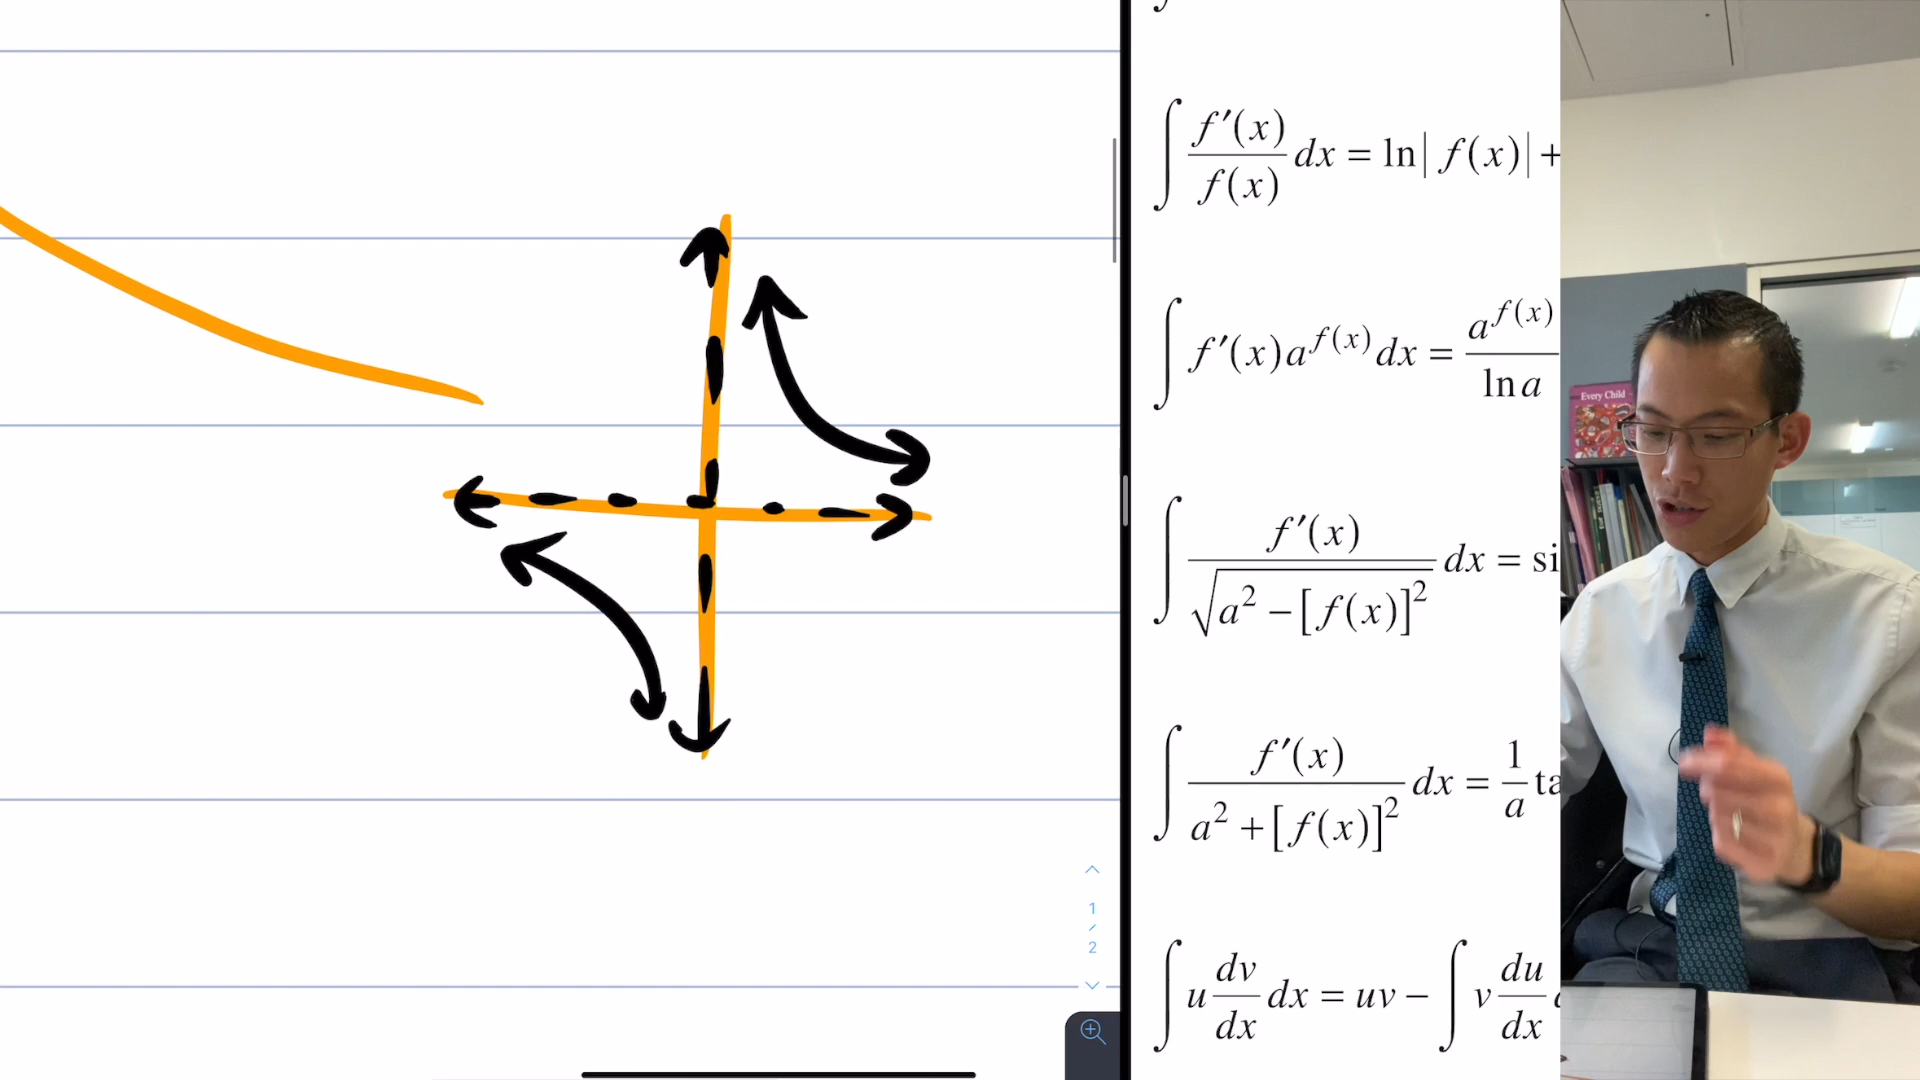 ∫ f′(x)/f(x) dx = ln| f(x)| +
∫ f′(x)a^{f(x)} dx = a^{f(x)}/ln a
∫ f′(x)/√(a² − [f(x)]²) dx = si
∫ f′(x)/(a² + [f(x)]²) dx = 1/a ta
∫ u dv/dx dx = uv − ∫ v du/dx
1
2
Every Child